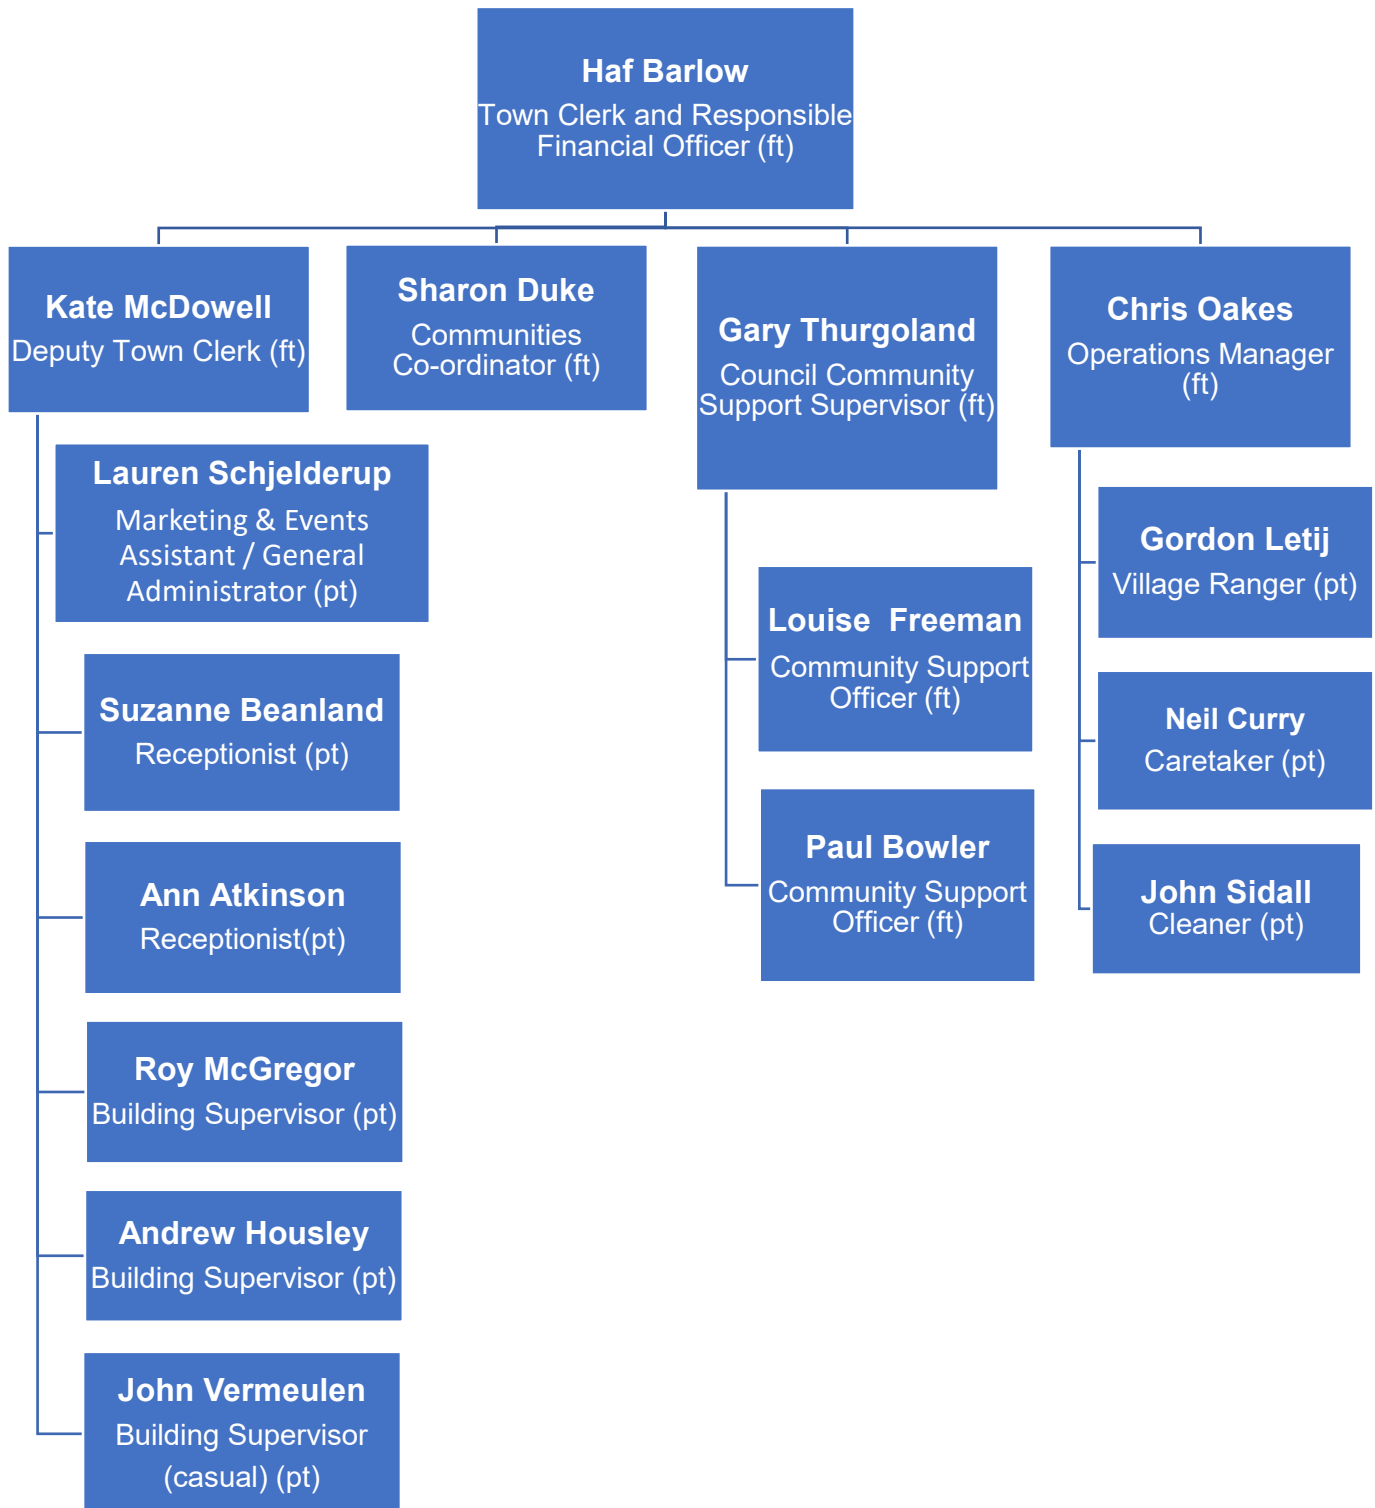 Haf Barlow
Town Clerk and Responsible
Financial Officer (ft)
Kate McDowell
Deputy Town Clerk (ft)
Sharon Duke
Communities
Co-ordinator (ft)
Gary Thurgoland
Council Community
Support Supervisor (ft)
Chris Oakes
Operations Manager
(ft)
Lauren Schjelderup
Marketing & Events
Assistant / General
Administrator (pt)
Suzanne Beanland
Receptionist (pt)
Ann Atkinson
Receptionist(pt)
Roy McGregor
Building Supervisor (pt)
Andrew Housley
Building Supervisor (pt)
John Vermeulen
Building Supervisor
(casual) (pt)
Louise  Freeman
Community Support
Officer (ft)
Paul Bowler
Community Support
Officer (ft)
Gordon Letij
Village Ranger (pt)
Neil Curry
Caretaker (pt)
John Sidall
Cleaner (pt)